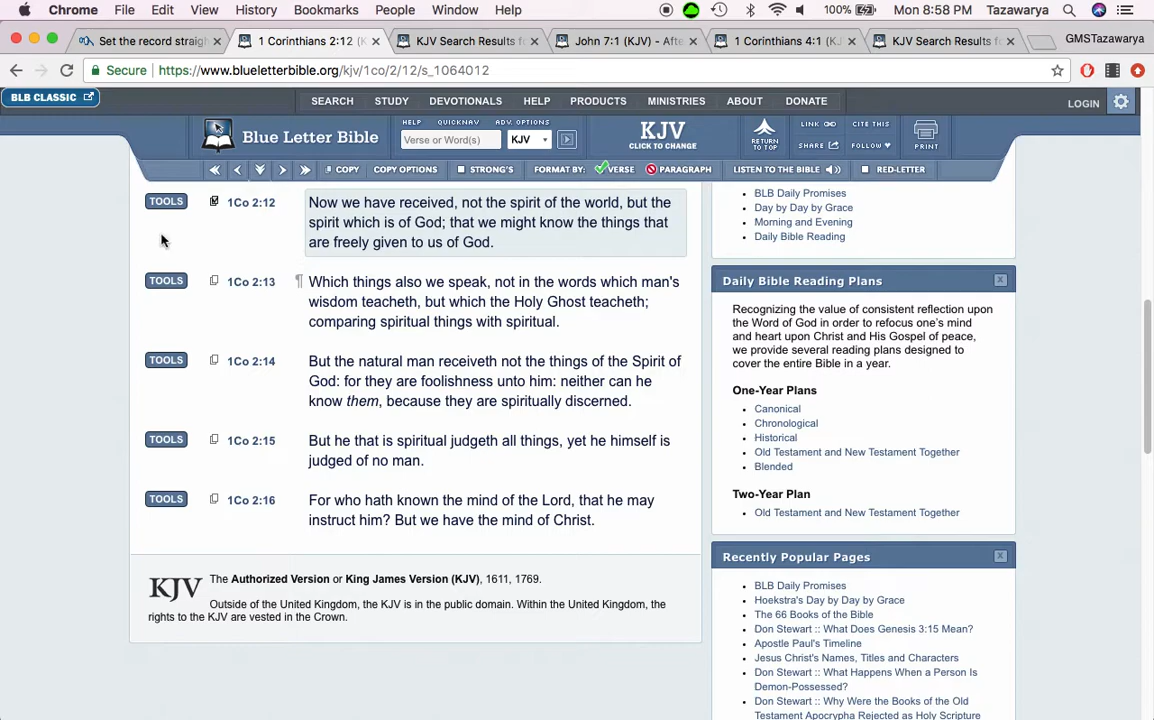 Chrome File Edit View History Bookmarks People Window Help 100% Mon 8:58 PM Tazawarya
Set the record straigh 1 Corinthians 2:12 (K KJV Search Results fo John 7:1 (KJV) - Afte 1 Corinthians 4:1 (KJV KJV Search Results fo GMSTazawarya
Secure https://www.blueletterbible.org/kjv/1co/2/12/s_1064012
BLB CLASSIC
SEARCH STUDY DEVOTIONALS HELP PRODUCTS MINISTRIES ABOUT DONATE LOGIN
HELP QUICKNAV ADV. OPTIONS
Blue Letter Bible
Verse or Word(s) KJV
KJV
CLICK TO CHANGE
RETURN TO TOP
LINK CITE THIS
SHARE FOLLOW
PRINT
COPY COPY OPTIONS STRONG'S FORMAT BY: VERSE PARAGRAPH LISTEN TO THE BIBLE RED-LETTER
TOOLS 1Co 2:12 Now we have received, not the spirit of the world, but the
spirit which is of God; that we might know the things that
are freely given to us of God.
TOOLS 1Co 2:13 ¶ Which things also we speak, not in the words which man's
wisdom teacheth, but which the Holy Ghost teacheth;
comparing spiritual things with spiritual.
TOOLS 1Co 2:14 But the natural man receiveth not the things of the Spirit of
God: for they are foolishness unto him: neither can he
know them, because they are spiritually discerned.
TOOLS 1Co 2:15 But he that is spiritual judgeth all things, yet he himself is
judged of no man.
TOOLS 1Co 2:16 For who hath known the mind of the Lord, that he may
instruct him? But we have the mind of Christ.
KJV The Authorized Version or King James Version (KJV), 1611, 1769.
Outside of the United Kingdom, the KJV is in the public domain. Within the United Kingdom, the
rights to the KJV are vested in the Crown.
BLB Daily Promises
Day by Day by Grace
Morning and Evening
Daily Bible Reading
Daily Bible Reading Plans
Recognizing the value of consistent reflection upon
the Word of God in order to refocus one's mind
and heart upon Christ and His Gospel of peace,
we provide several reading plans designed to
cover the entire Bible in a year.
One-Year Plans
Canonical
Chronological
Historical
Old Testament and New Testament Together
Blended
Two-Year Plan
Old Testament and New Testament Together
Recently Popular Pages
BLB Daily Promises
Hoekstra's Day by Day by Grace
The 66 Books of the Bible
Don Stewart :: What Does Genesis 3:15 Mean?
Apostle Paul's Timeline
Jesus Christ's Names, Titles and Characters
Don Stewart :: What Happens When a Person Is
Demon-Possessed?
Don Stewart :: Why Were the Books of the Old
Testament Apocrypha Rejected as Holy Scripture